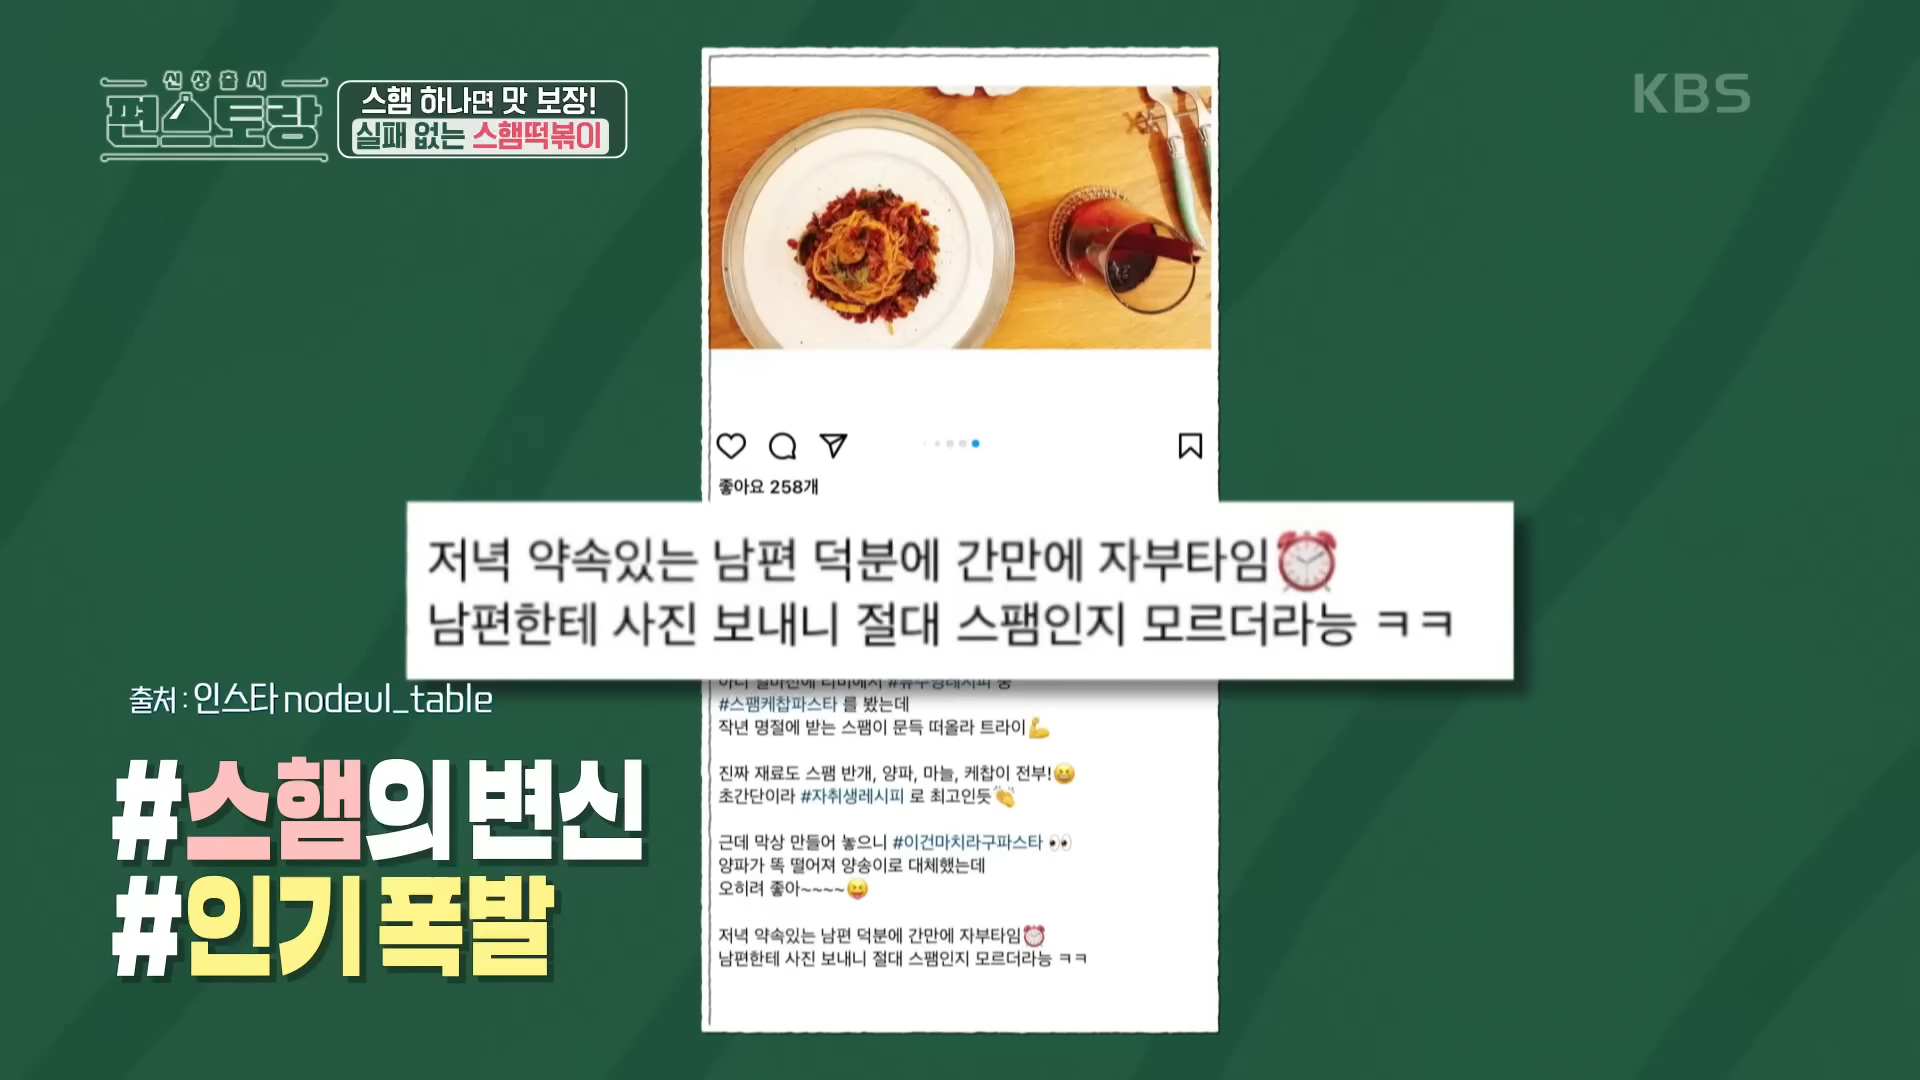 신상출시
편스토랑
스햄 하나면 맛 보장!
실패 없는 스햄떡볶이
KBS
좋아요 258개
저녁 약속있는 남편 덕분에 간만에 자부타임⏰
남편한테 사진 보내니 절대 스팸인지 모르더라능 ㅋㅋ
#스팸케찹파스타 를 봤는데
작년 명절에 받는 스팸이 문득 떠올라 트라이💪
진짜 재료도 스팸 반개, 양파, 마늘, 케찹이 전부!😆
초간단이라 #자취생레시피 로 최고인듯👏
근데 막상 만들어 놓으니 #이건마치라구파스타 👀
양파가 똑 떨어져 양송이로 대체했는데
오히려 좋아~~~~😝
저녁 약속있는 남편 덕분에 간만에 자부타임⏰
남편한테 사진 보내니 절대 스팸인지 모르더라능 ㅋㅋ
출처 : 인스타 nodeul_table
#스햄의 변신
#인기 폭발